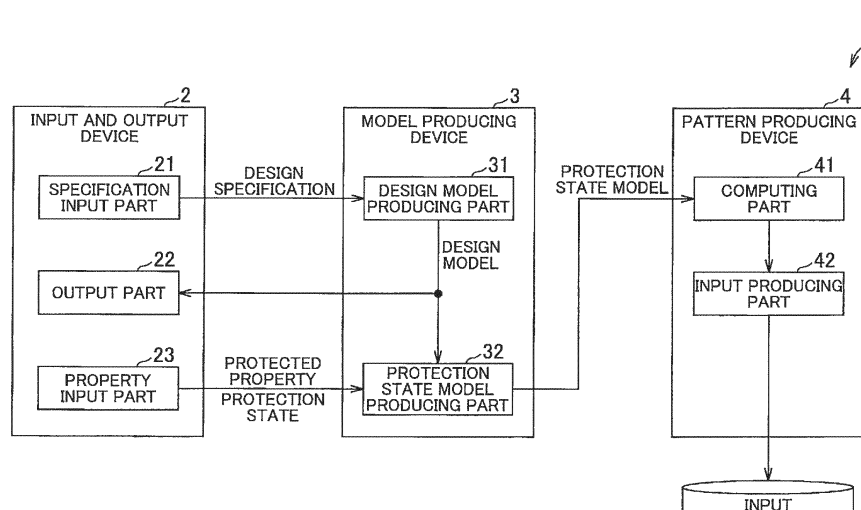 2
INPUT AND OUTPUT
DEVICE
21
SPECIFICATION
INPUT PART
22
OUTPUT PART
23
PROPERTY
INPUT PART
DESIGN
SPECIFICATION
PROTECTED
PROPERTY
PROTECTION
STATE
3
MODEL PRODUCING
DEVICE
31
DESIGN MODEL
PRODUCING PART
DESIGN
MODEL
32
PROTECTION
STATE MODEL
PRODUCING PART
PROTECTION
STATE MODEL
4
PATTERN PRODUCING
DEVICE
41
COMPUTING
PART
42
INPUT PRODUCING
PART
INPUT